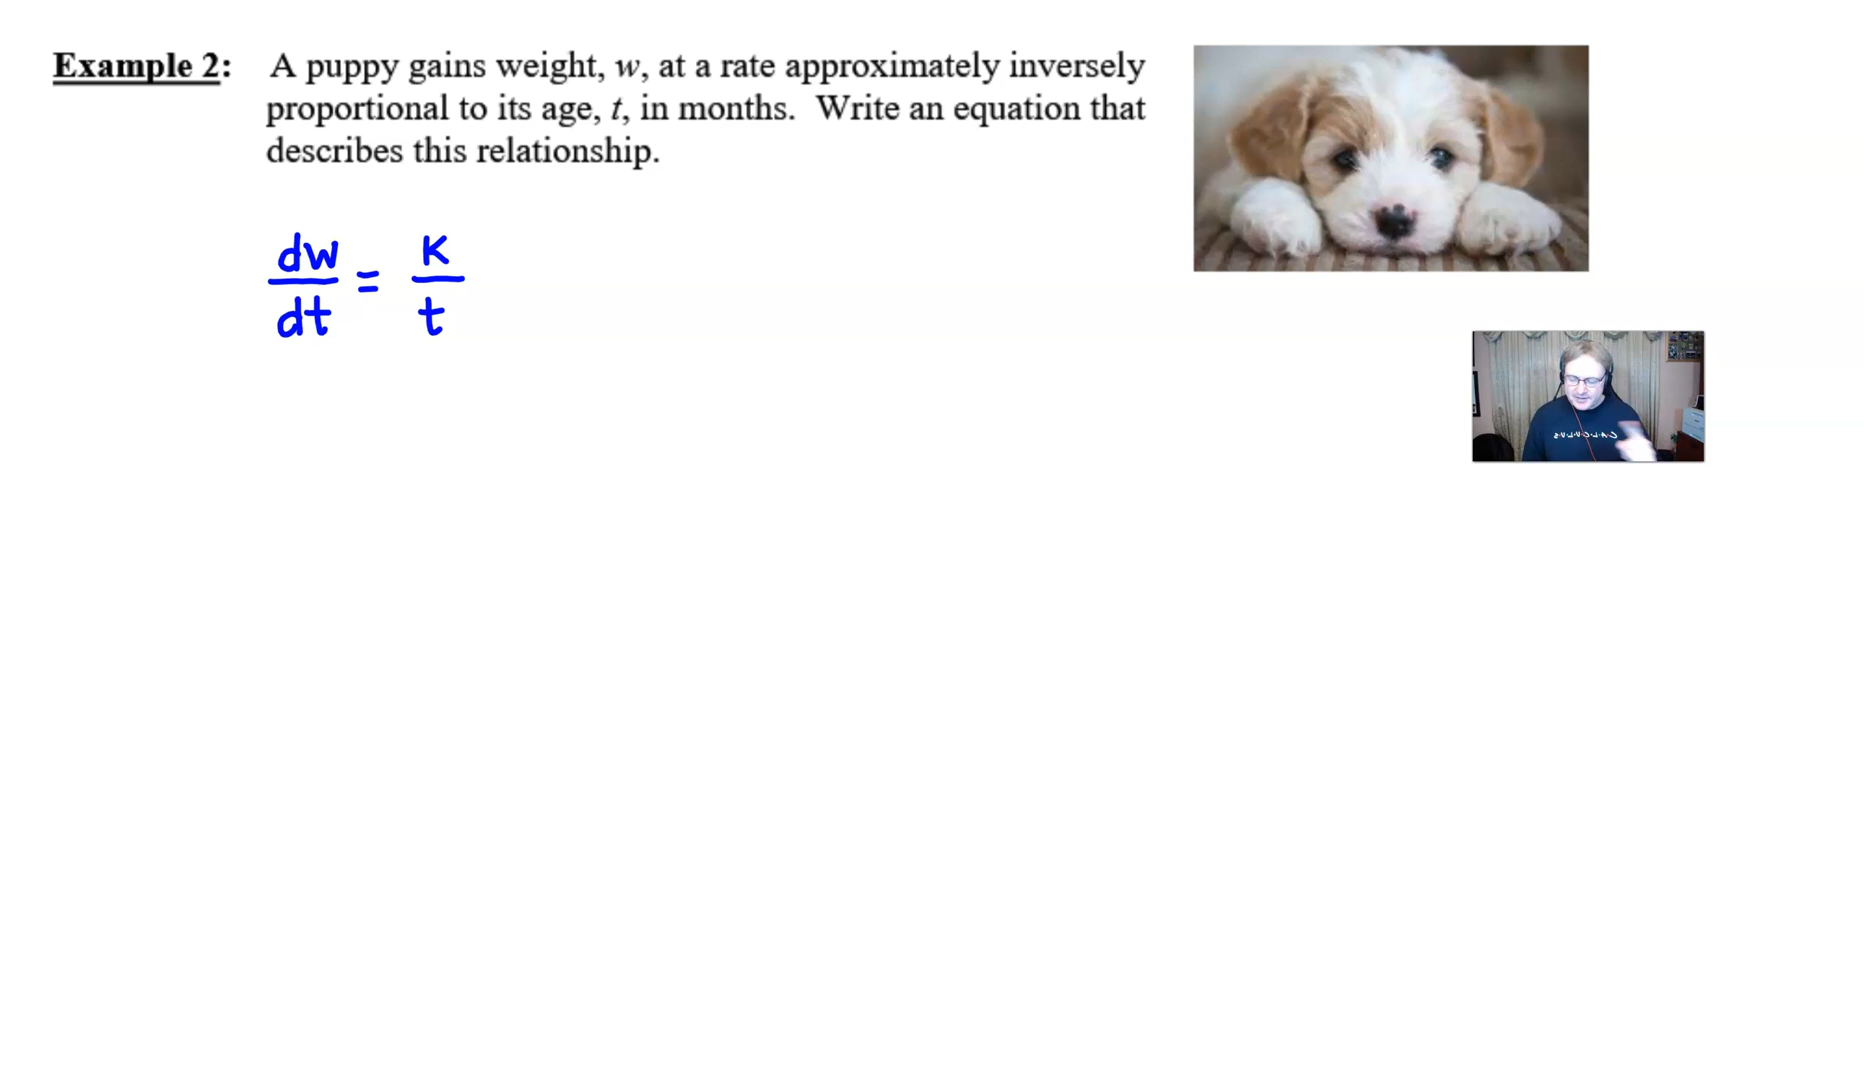 Example 2: A puppy gains weight, w, at a rate approximately inversely
proportional to its age, t, in months. Write an equation that
describes this relationship.
dw/dt = K/t
C·A·L·C·U·L·U·S